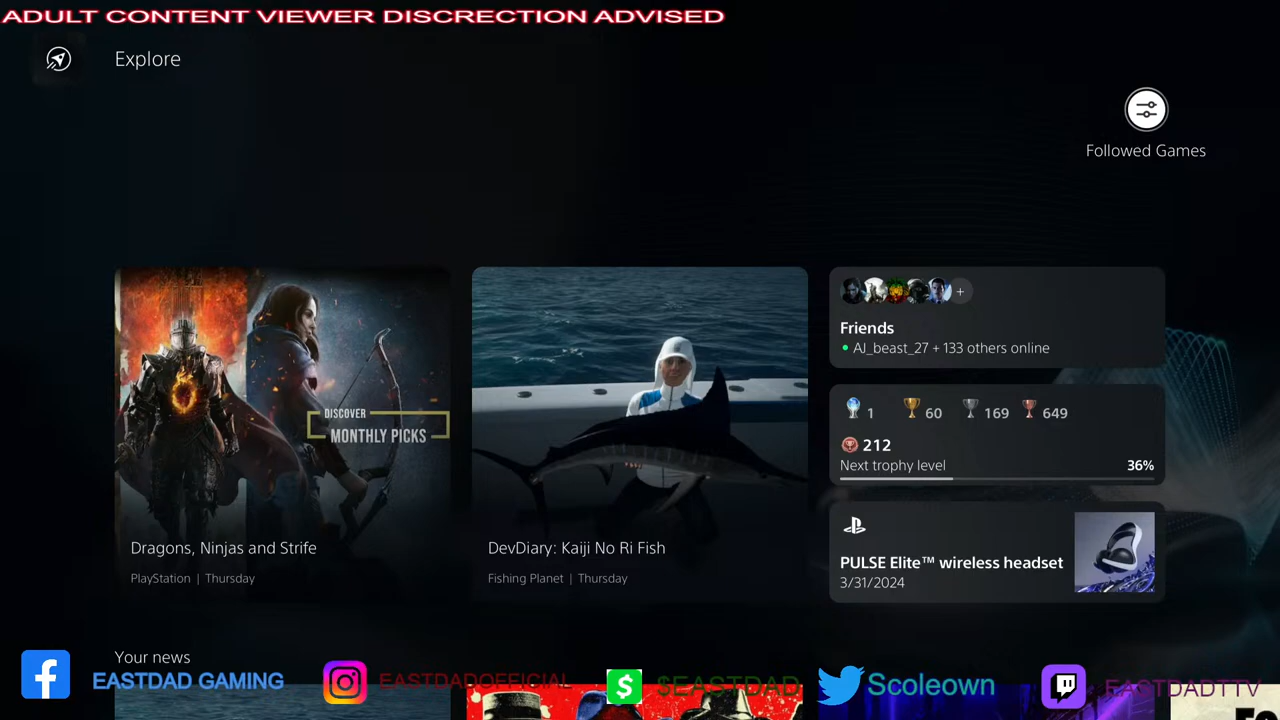 ADULT CONTENT VIEWER DISCRECTION ADVISED
Explore
Followed Games
DISCOVER
MONTHLY PICKS
Dragons, Ninjas and Strife
PlayStation | Thursday
DevDiary: Kaiji No Ri Fish
Fishing Planet | Thursday
+
Friends
AJ_beast_27 + 133 others online
1 60 169 649
212
Next trophy level 36%
PULSE Elite™ wireless headset
3/31/2024
Your news
EASTDAD GAMING
EASTDADOFFICIAL
$EASTDAD
Scoleown
EASTDADTTV